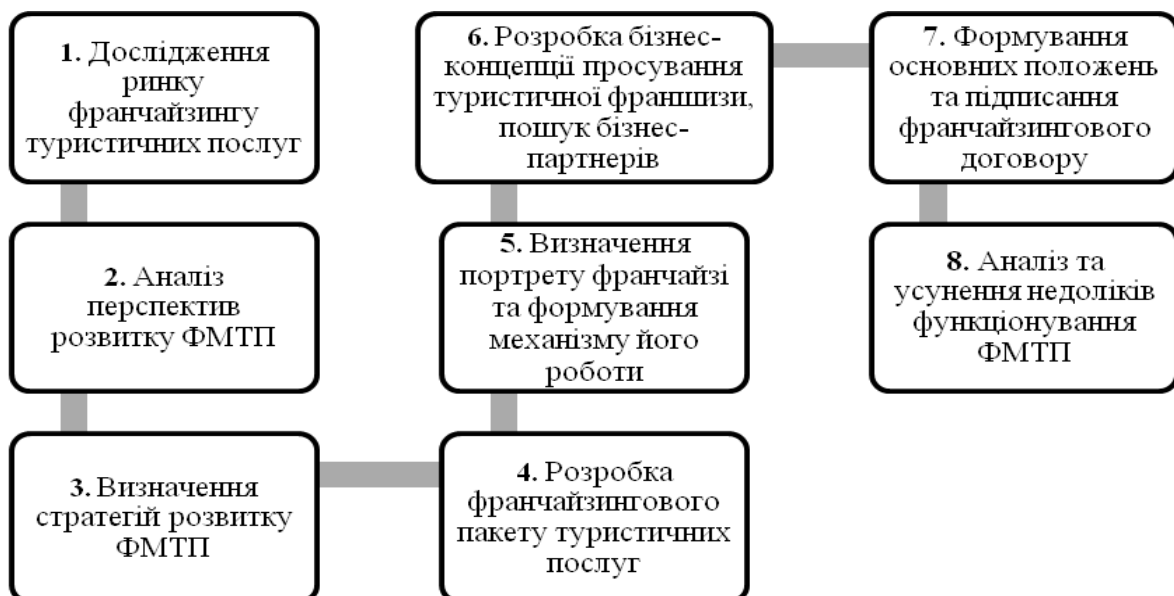 1. Дослідження
ринку
франчайзингу
туристичних послуг
2. Аналіз
перспектив
розвитку ФМТП
3. Визначення
стратегій розвитку
ФМТП
4. Розробка
франчайзингового
пакету туристичних
послуг
5. Визначення
портрету франчайзі
та формування
механізму його
роботи
6. Розробка бізнес-
концепції просування
туристичної франшизи,
пошук бізнес-
партнерів
7. Формування
основних положень
та підписання
франчайзингового
договору
8. Аналіз та
усунення недоліків
функціонування
ФМТП